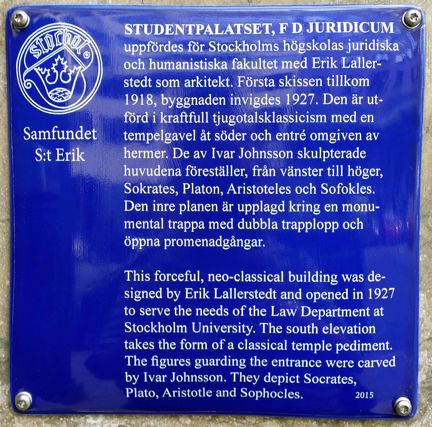 STUDENTPALATSET, F D JURIDICUM
uppfördes för Stockholms högskolas juridiska
och humanistiska fakultet med Erik Laller-
stedt som arkitekt. Första skissen tillkom
1918, byggnaden invigdes 1927. Den är ut-
förd i kraftfull tjugotalsklassicism med en
tempelgavel åt söder och entré omgiven av
hermer. De av Ivar Johnsson skulpterade
huvudena föreställer, från vänster till höger,
Sokrates, Platon, Aristoteles och Sofokles.
Den inre planen är upplagd kring en monu-
mental trappa med dubbla trapplopp och
öppna promenadgångar.
Samfundet
S:t Erik
This forceful, neo-classical building was de-
signed by Erik Lallerstedt and opened in 1927
to serve the needs of the Law Department at
Stockholm University. The south elevation
takes the form of a classical temple pediment.
The figures guarding the entrance were carved
by Ivar Johnsson. They depict Socrates,
Plato, Aristotle and Sophocles.
2015